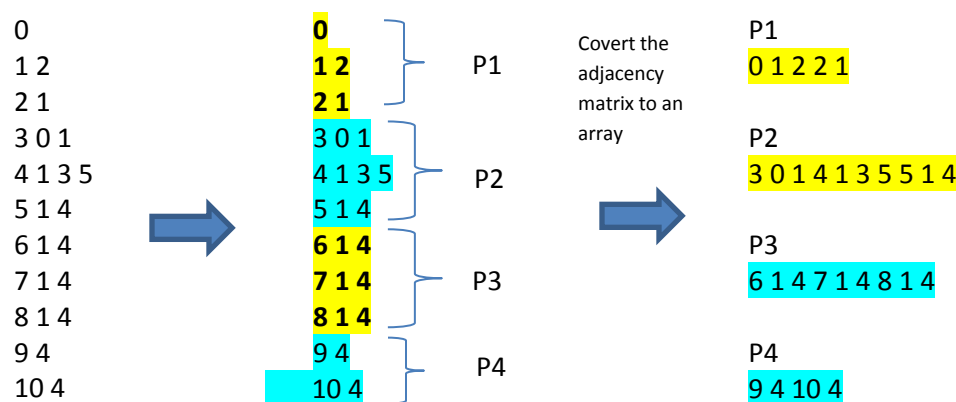 0
1 2
2 1
3 0 1
4 1 3 5
5 1 4
6 1 4
7 1 4
8 1 4
9 4
10 4
0
1 2
2 1
3 0 1
4 1 3 5
5 1 4
6 1 4
7 1 4
8 1 4
9 4
10 4
P1
P2
P3
P4
Covert the
adjacency
matrix to an
array
P1
0 1 2 2 1
P2
3 0 1 4 1 3 5 5 1 4
P3
6 1 4 7 1 4 8 1 4
P4
9 4 10 4